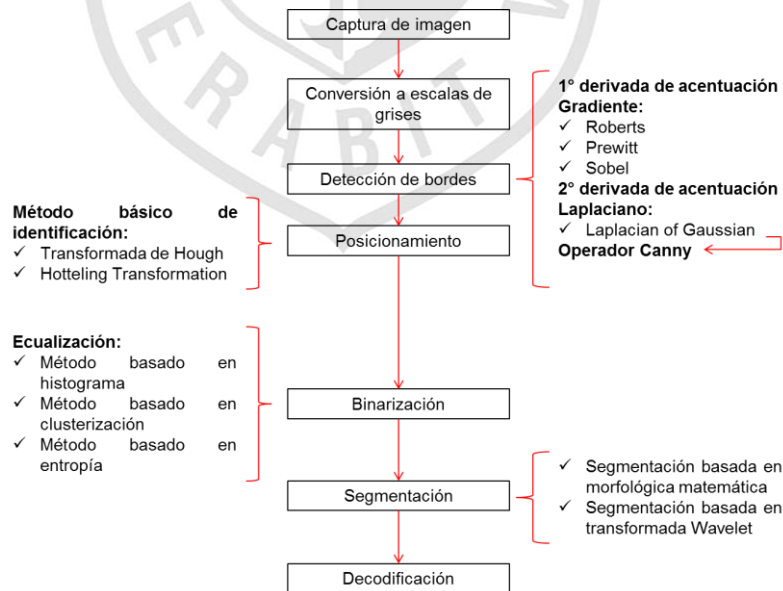 Captura de imagen
Conversión a escalas de
grises
Detección de bordes
Posicionamiento
Binarización
Segmentación
Decodificación
1° derivada de acentuación
Gradiente:
✓ Roberts
✓ Prewitt
✓ Sobel
2° derivada de acentuación
Laplaciano:
✓ Laplacian of Gaussian
Operador Canny
Método básico de
identificación:
✓ Transformada de Hough
✓ Hotteling Transformation
Ecualización:
✓ Método basado en
histograma
✓ Método basado en
clusterización
✓ Método basado en
entropía
✓ Segmentación basada en
morfológica matemática
✓ Segmentación basada en
transformada Wavelet
ERABIT